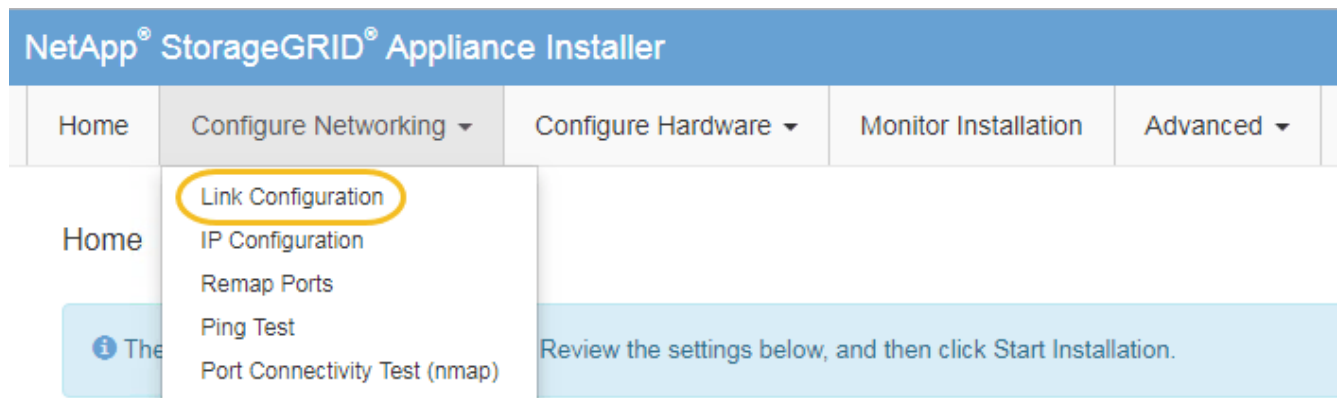 NetApp® StorageGRID® Appliance Installer
Home Configure Networking Configure Hardware Monitor Installation Advanced
Link Configuration
Home IP Configuration
Remap Ports
Ping Test
The Review the settings below, and then click Start Installation.
Port Connectivity Test (nmap)